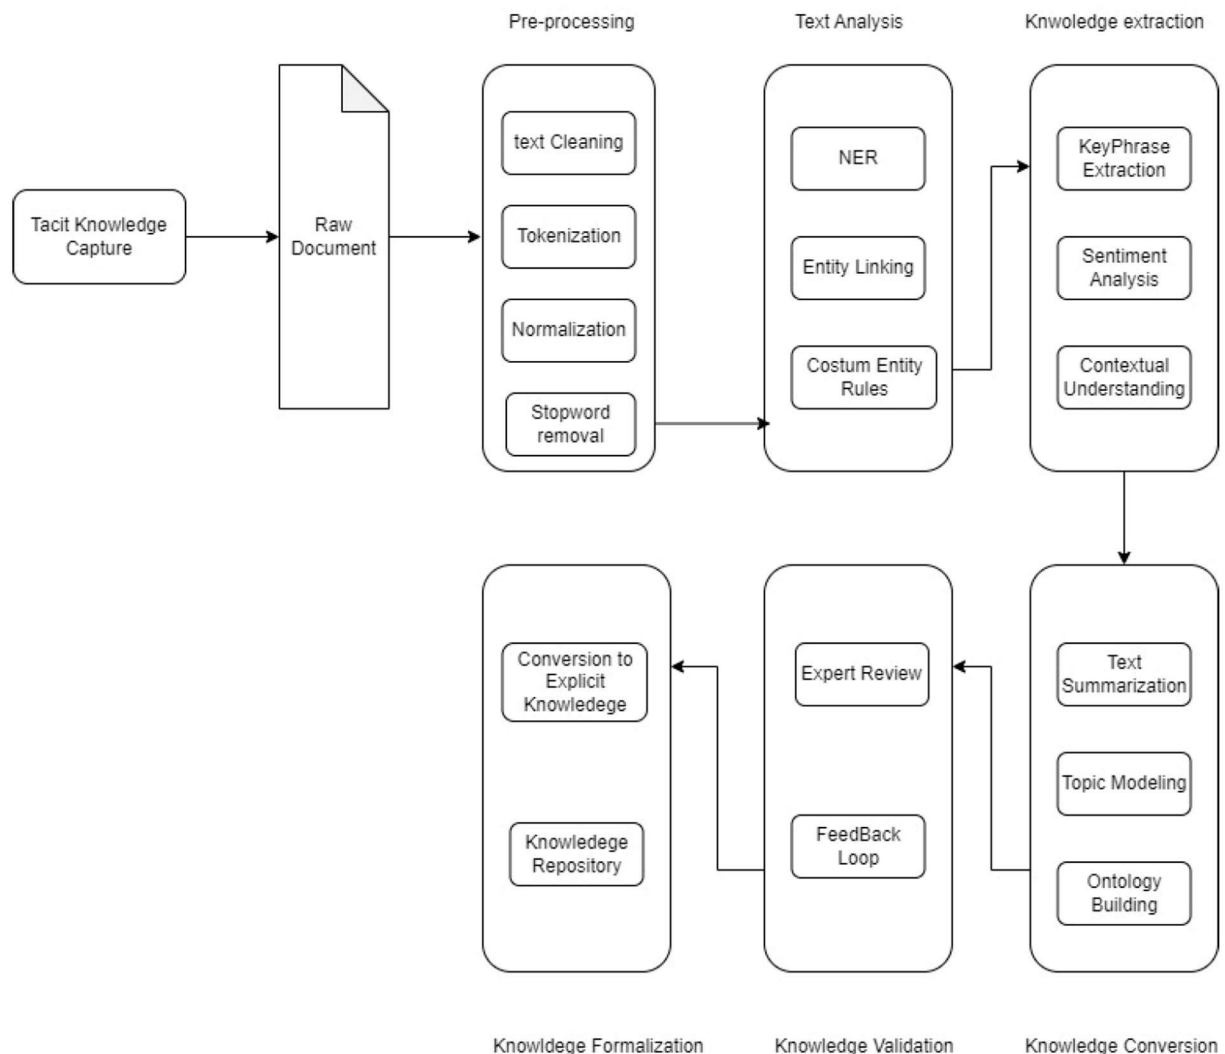 Pre-processing
Text Analysis
Knwoledge extraction
Tacit Knowledge
Capture
Raw
Document
text Cleaning
Tokenization
Normalization
Stopword
removal
NER
Entity Linking
Costum Entity
Rules
KeyPhrase
Extraction
Sentiment
Analysis
Contextual
Understanding
Conversion to
Explicit
Knowledege
Knowledege
Repository
Expert Review
FeedBack
Loop
Text
Summarization
Topic Modeling
Ontology
Building
Knowldege Formalization
Knowledge Validation
Knowledge Conversion